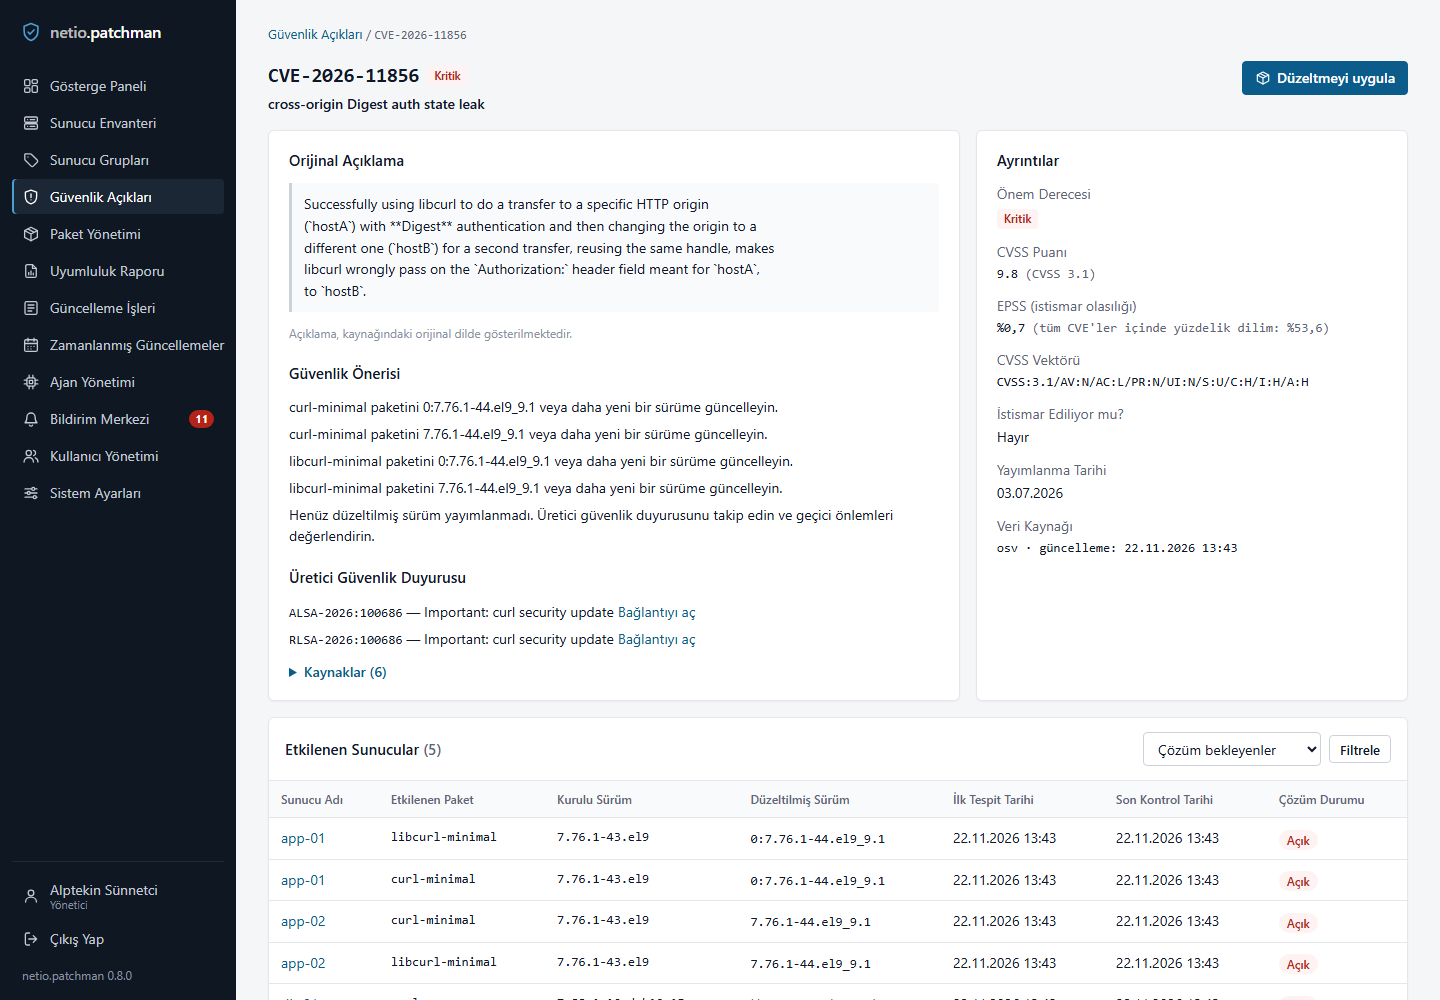 netio.patchman
Gösterge Paneli
Sunucu Envanteri
Sunucu Grupları
Güvenlik Açıkları
Paket Yönetimi
Uyumluluk Raporu
Güncelleme İşleri
Zamanlanmış Güncellemeler
Ajan Yönetimi
Bildirim Merkezi 11
Kullanıcı Yönetimi
Sistem Ayarları
Alptekin Sünnetci
Yönetici
Çıkış Yap
netio.patchman 0.8.0
Güvenlik Açıkları / CVE-2026-11856
CVE-2026-11856 Kritik
cross-origin Digest auth state leak
Düzeltmeyi uygula
Orijinal Açıklama
Successfully using libcurl to do a transfer to a specific HTTP origin
(`hostA`) with **Digest** authentication and then changing the origin to a
different one (`hostB`) for a second transfer, reusing the same handle, makes
libcurl wrongly pass on the `Authorization:` header field meant for `hostA`,
to `hostB`.
Açıklama, kaynağındaki orijinal dilde gösterilmektedir.
Güvenlik Önerisi
curl-minimal paketini 0:7.76.1-44.el9_9.1 veya daha yeni bir sürüme güncelleyin.
curl-minimal paketini 7.76.1-44.el9_9.1 veya daha yeni bir sürüme güncelleyin.
libcurl-minimal paketini 0:7.76.1-44.el9_9.1 veya daha yeni bir sürüme güncelleyin.
libcurl-minimal paketini 7.76.1-44.el9_9.1 veya daha yeni bir sürüme güncelleyin.
Henüz düzeltilmiş sürüm yayımlanmadı. Üretici güvenlik duyurusunu takip edin ve geçici önlemleri
değerlendirin.
Üretici Güvenlik Duyurusu
ALSA-2026:100686 — Important: curl security update Bağlantıyı aç
RLSA-2026:100686 — Important: curl security update Bağlantıyı aç
Kaynaklar (6)
Ayrıntılar
Önem Derecesi
Kritik
CVSS Puanı
9.8 (CVSS 3.1)
EPSS (istismar olasılığı)
%0,7 (tüm CVE'ler içinde yüzdelik dilim: %53,6)
CVSS Vektörü
CVSS:3.1/AV:N/AC:L/PR:N/UI:N/S:U/C:H/I:H/A:H
İstismar Ediliyor mu?
Hayır
Yayımlanma Tarihi
03.07.2026
Veri Kaynağı
osv · güncelleme: 22.11.2026 13:43
Etkilenen Sunucular (5)
Çözüm bekleyenler
Filtrele
Sunucu Adı Etkilenen Paket Kurulu Sürüm Düzeltilmiş Sürüm İlk Tespit Tarihi Son Kontrol Tarihi Çözüm Durumu
app-01 libcurl-minimal 7.76.1-43.el9 0:7.76.1-44.el9_9.1 22.11.2026 13:43 22.11.2026 13:43 Açık
app-01 curl-minimal 7.76.1-43.el9 0:7.76.1-44.el9_9.1 22.11.2026 13:43 22.11.2026 13:43 Açık
app-02 curl-minimal 7.76.1-43.el9 7.76.1-44.el9_9.1 22.11.2026 13:43 22.11.2026 13:43 Açık
app-02 libcurl-minimal 7.76.1-43.el9 7.76.1-44.el9_9.1 22.11.2026 13:43 22.11.2026 13:43 Açık